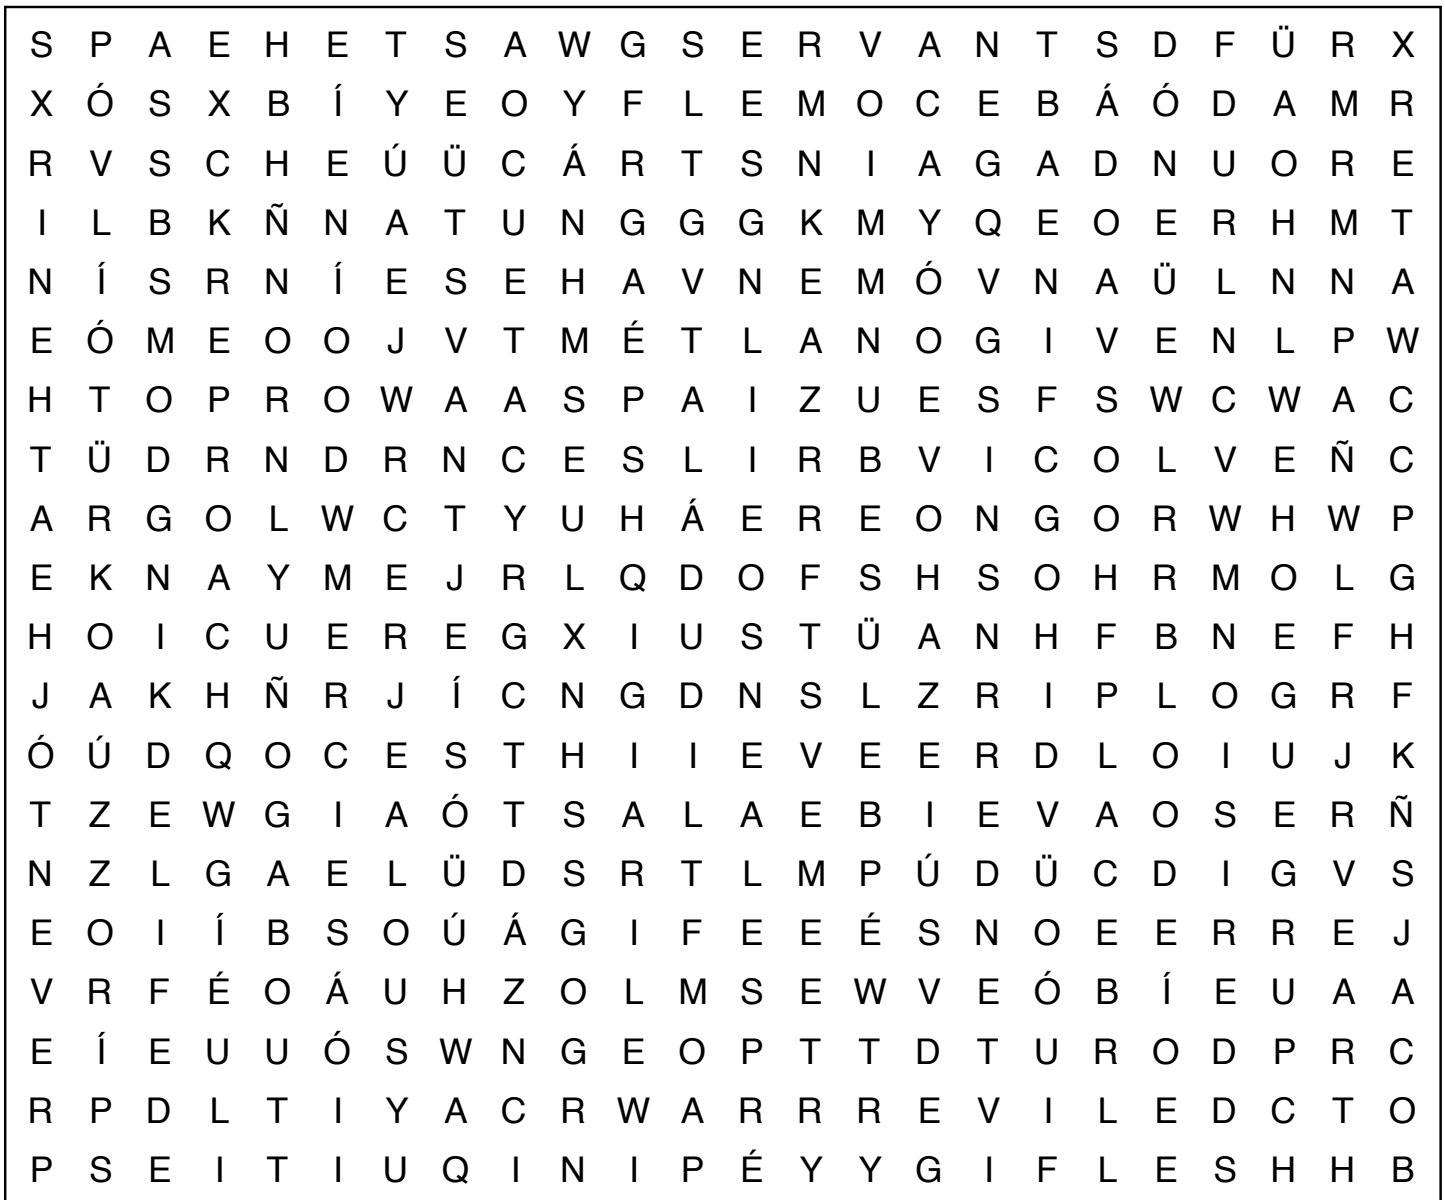 S P A E H E T S A W G S E R V A N T S D F Ü R X
X Ó S X B Í Y E O Y F L E M O C E B Á Ó D A M R
R V S C H E Ú Ü C Á R T S N I A G A D N U O R E
I L B K Ñ N A T U N G G G K M Y Q E O E R H M T
N Í S R N Í E S E H A V N E M Ó V N A Ü L N N A
E Ó M E O O J V T M É T L A N O G I V E N L P W
H T O P R O W A A S P A I Z U E S F S W C W A C
T Ü D R N D R N C E S L I R B V I C O L V E Ñ C
A R G O L W C T Y U H Á E R E O N G O R W H W P
E K N A Y M E J R L Q D O F S H S O H R M O L G
H O I C U E R E G X I U S T Ü A N H F B N E F H
J A K H Ñ R J Í C N G D N S L Z R I P L O G R F
Ó Ú D Q O C E S T H I I E V E E R D L O I U J K
T Z E W G I A Ó T S A L A E B I E V A O S E R Ñ
N Z L G A E L Ü D S R T L M P Ú D Ü C D I G V S
E O I Í B S O Ú Á G I F E E É S N O E E R R E J
V R F É O Á U H Z O L M S E W V E Ó B Í E U A A
E Í E U U Ó S W N G E O P T T D T U R O D P R C
R P D L T I Y A C R W A R R R E V I L E D C T O
P S E I T I U Q I N I P É Y Y G I F L E S H H B